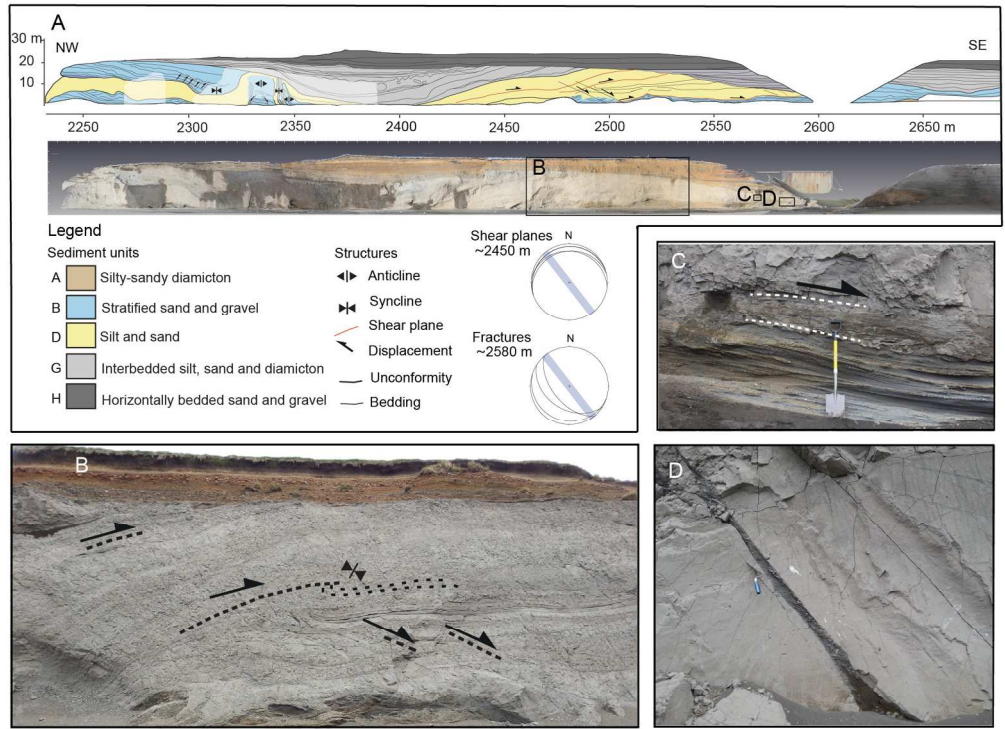 A
30 m
NW
SE
20
10
2250
2300
2350
2400
2450
2500
2550
2600
2650 m
B
C
D
Legend
Sediment units
A Silty-sandy diamicton
B Stratified sand and gravel
D Silt and sand
G Interbedded silt, sand and diamicton
H Horizontally bedded sand and gravel
Structures
Anticline
Syncline
Shear plane
Displacement
Unconformity
Bedding
Shear planes
~2450 m
N
Fractures
~2580 m
N
C
B
D